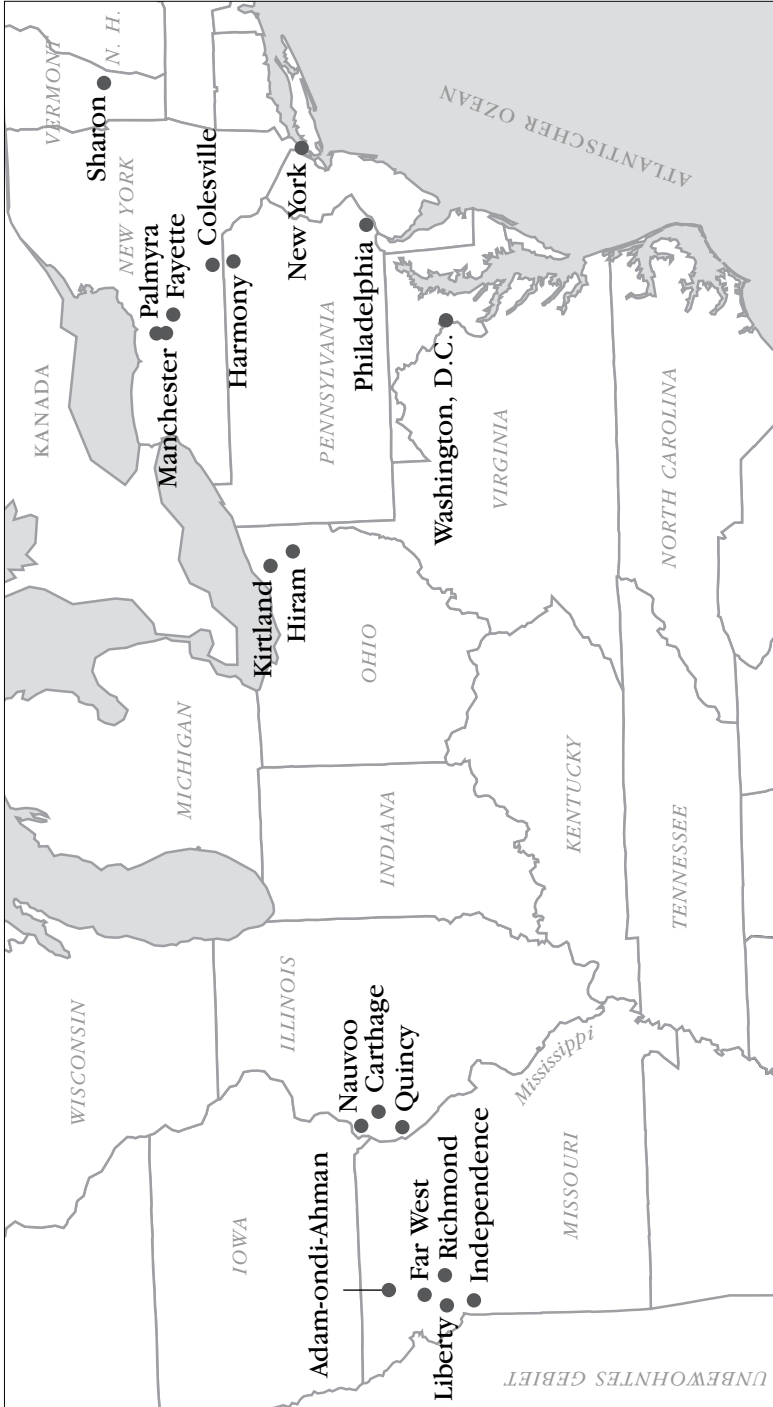 WISCONSIN
MICHIGAN
KANADA
NEW YORK
VERMONT
N. H.
Sharon
Palmyra
Fayette
Manchester
Colesville
Harmony
IOWA
ILLINOIS
INDIANA
OHIO
Kirtland
Hiram
PENNSYLVANIA
New York
Philadelphia
Washington, D.C.
ATLANTISCHER OZEAN
Adam-ondi-Ahman
Nauvoo
Carthage
Quincy
Far West
Richmond
Liberty
Independence
Mississippi
MISSOURI
KENTUCKY
VIRGINIA
TENNESSEE
NORTH CAROLINA
UNBEWOHNTES GEBIET